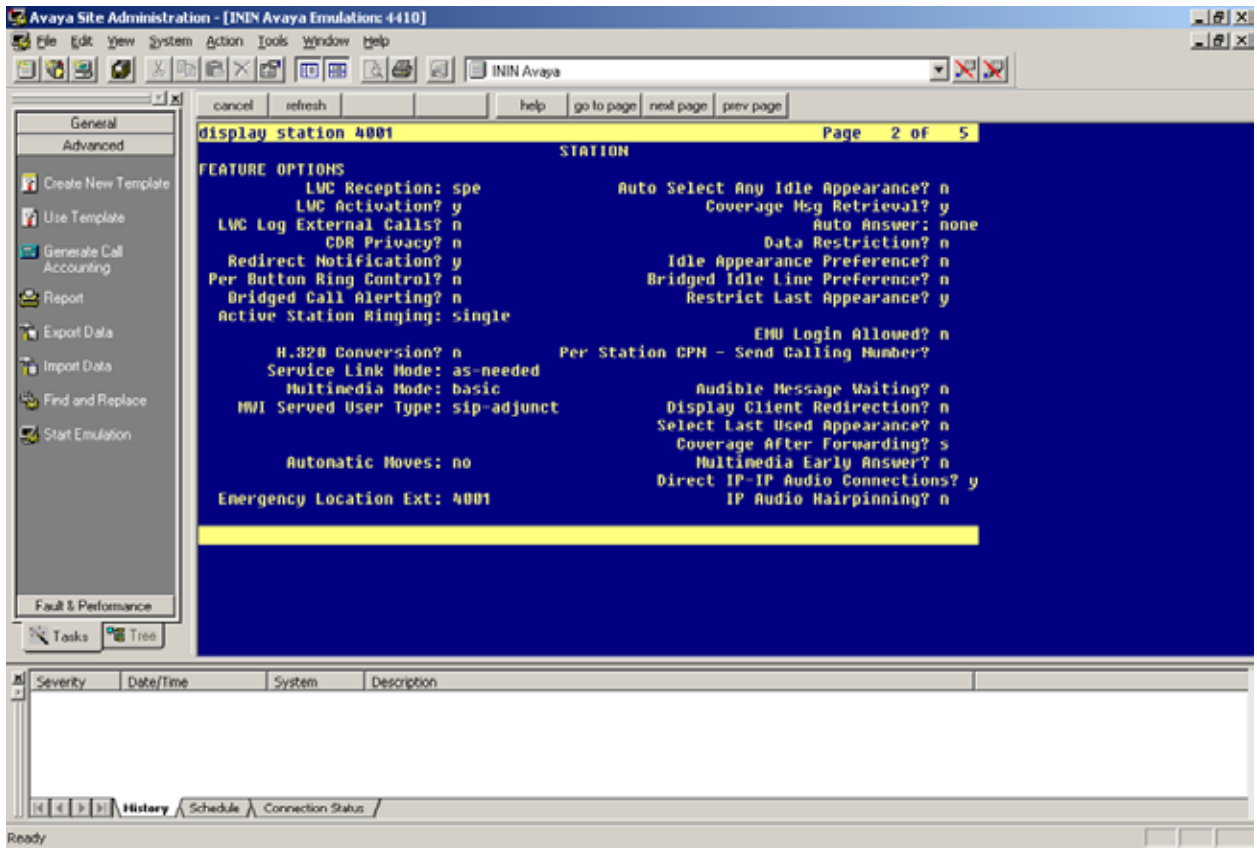 Avaya Site Administration - [ININ Avaya Emulation: 4410]
File Edit View System Action Tools Window Help
ININ Avaya
cancel refresh help go to page next page prev page
General
Advanced
Create New Template
Use Template
Generate Call
Accounting
Report
Export Data
Import Data
Find and Replace
Start Emulation
Fault & Performance
Tasks Tree
display station 4001 Page 2 of 5
STATION
FEATURE OPTIONS
LWC Reception: spe Auto Select Any Idle Appearance? n
LWC Activation? y Coverage Msg Retrieval? y
LWC Log External Calls? n Auto Answer: none
CDR Privacy? n Data Restriction? n
Redirect Notification? y Idle Appearance Preference? n
Per Button Ring Control? n Bridged Idle Line Preference? n
Bridged Call Alerting? n Restrict Last Appearance? y
Active Station Ringing: single
EMU Login Allowed? n
H.320 Conversion? n Per Station CPN - Send Calling Number?
Service Link Mode: as-needed
Multimedia Mode: basic Audible Message Waiting? n
MWI Served User Type: sip-adjunct Display Client Redirection? n
Select Last Used Appearance? n
Coverage After Forwarding? s
Automatic Moves: no Multimedia Early Answer? n
Direct IP-IP Audio Connections? y
Emergency Location Ext: 4001 IP Audio Hairpinning? n
Severity Date/Time System Description
History Schedule Connection Status
Ready